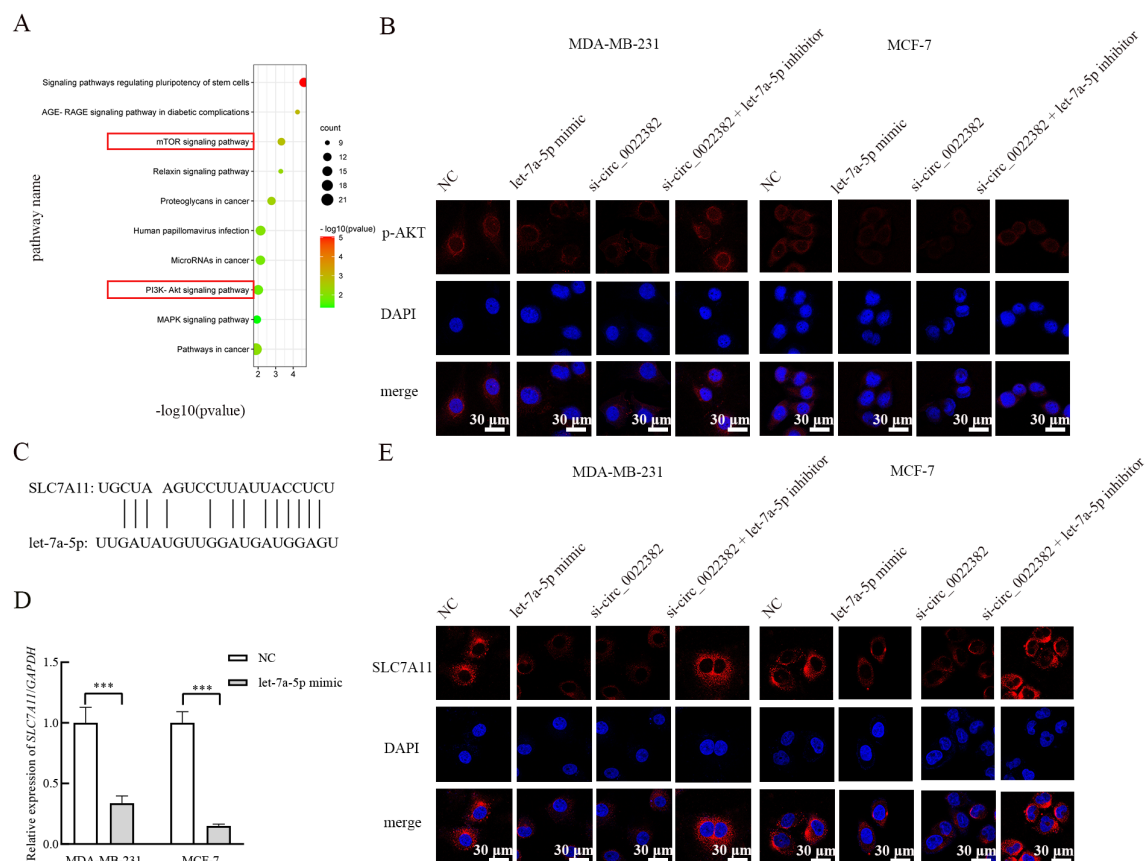 A
Signaling pathways regulating pluripotency of stem cells
AGE- RAGE signaling pathway in diabetic complications
mTOR signaling pathway
Relaxin signaling pathway
Proteoglycans in cancer
Human papillomavirus infection
MicroRNAs in cancer
PI3K- Akt signaling pathway
MAPK signaling pathway
Pathways in cancer
pathway name
2 3 4
-log10(pvalue)
count
9
12
15
18
21
- log10(pvalue)
5
4
3
2
B
MDA-MB-231 MCF-7
NC let-7a-5p mimic si-circ_0022382 si-circ_0022382 + let-7a-5p inhibitor NC let-7a-5p mimic si-circ_0022382 si-circ_0022382 + let-7a-5p inhibitor
p-AKT
DAPI
merge
30 µm 30 µm 30 µm 30 µm 30 µm 30 µm 30 µm 30 µm
C
SLC7A11: UGCUA AGUCCUUAUUACCUCU
let-7a-5p: UUGAUAUGUUGGAUGAUGGAGU
D
NC
let-7a-5p mimic
Relative expression of SLC7A11/GAPDH
1.5
1.0
0.5
0.0
*** ***
MDA-MB-231 MCF-7
E
MDA-MB-231 MCF-7
NC let-7a-5p mimic si-circ_0022382 si-circ_0022382 + let-7a-5p inhibitor NC let-7a-5p mimic si-circ_0022382 si-circ_0022382 + let-7a-5p inhibitor
SLC7A11
DAPI
merge
30 µm 30 µm 30 µm 30 µm 30 µm 30 µm 30 µm 30 µm